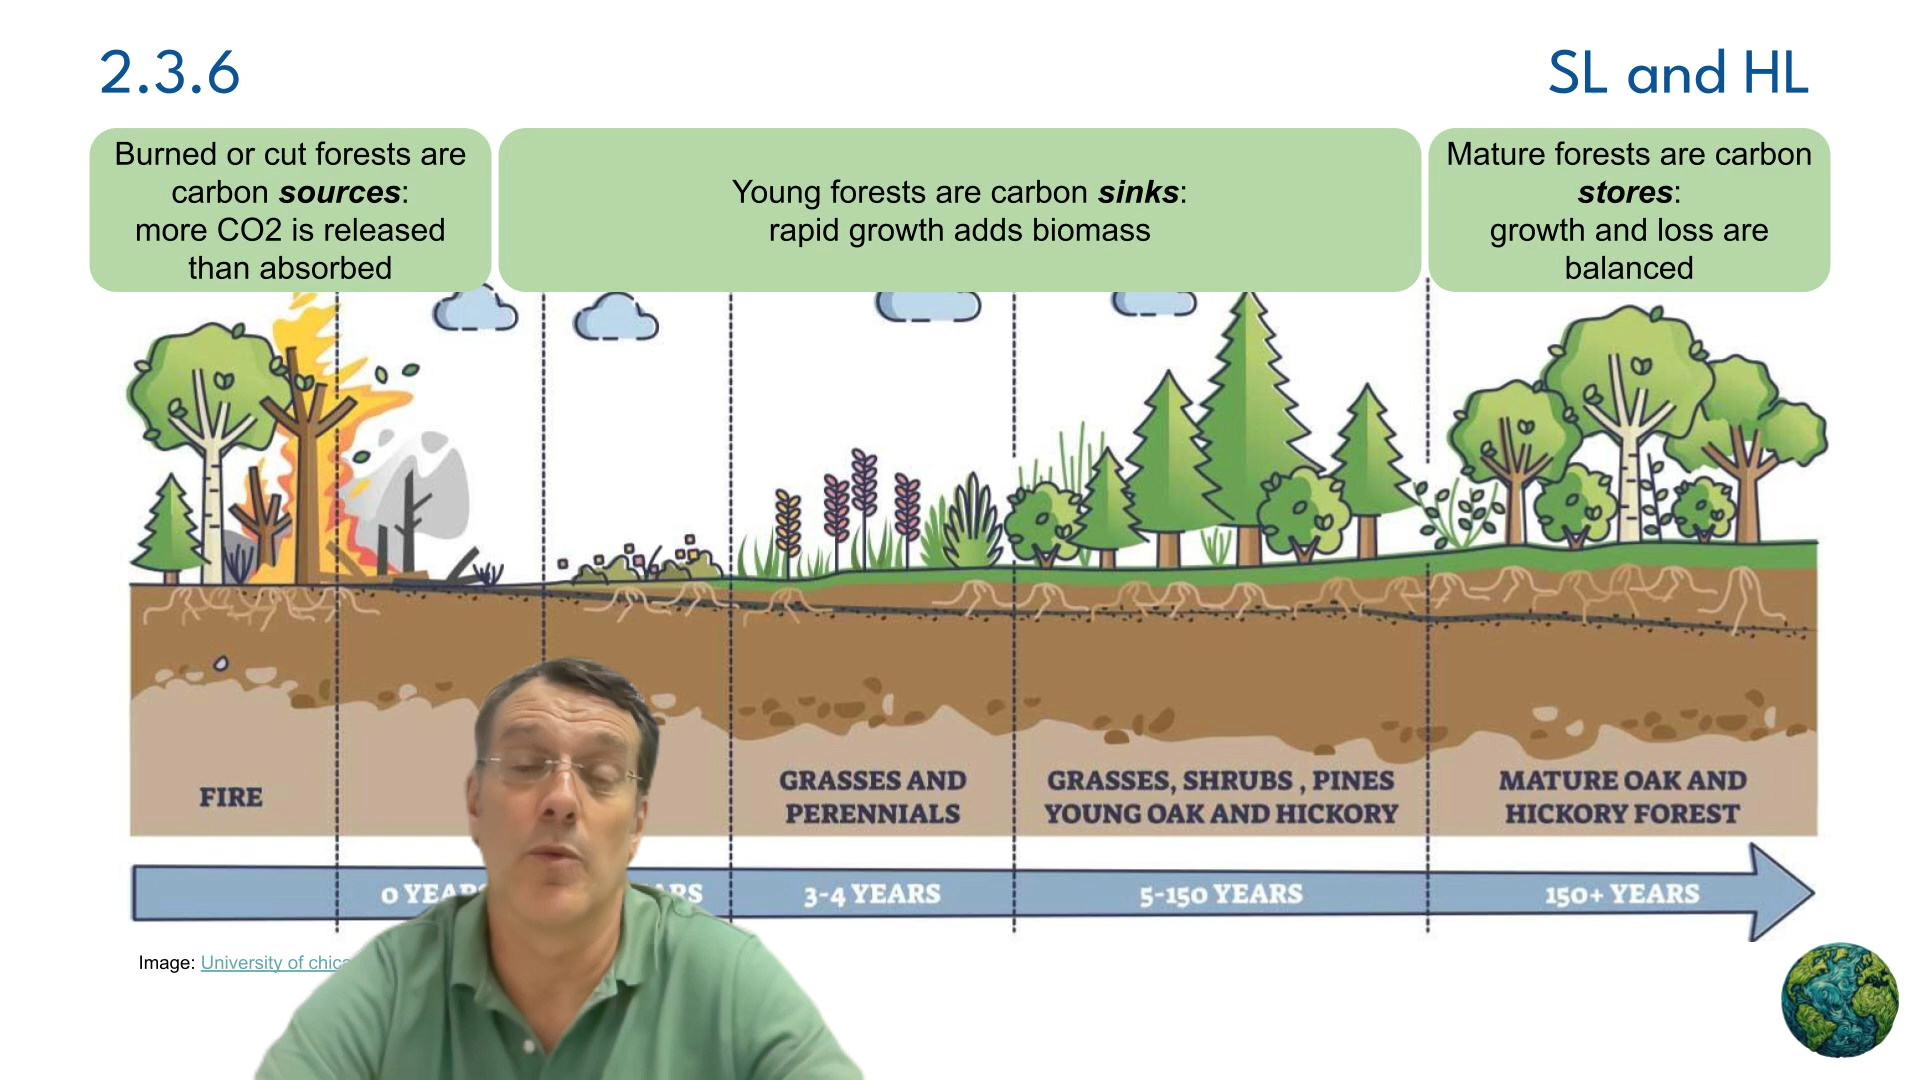 2.3.6
SL and HL
Burned or cut forests are
carbon sources:
more CO2 is released
than absorbed
Young forests are carbon sinks:
rapid growth adds biomass
Mature forests are carbon
stores:
growth and loss are
balanced
FIRE
GRASSES AND
PERENNIALS
GRASSES, SHRUBS , PINES
YOUNG OAK AND HICKORY
MATURE OAK AND
HICKORY FOREST
0
3-4 YEARS
5-150 YEARS
150+ YEARS
Image: University of